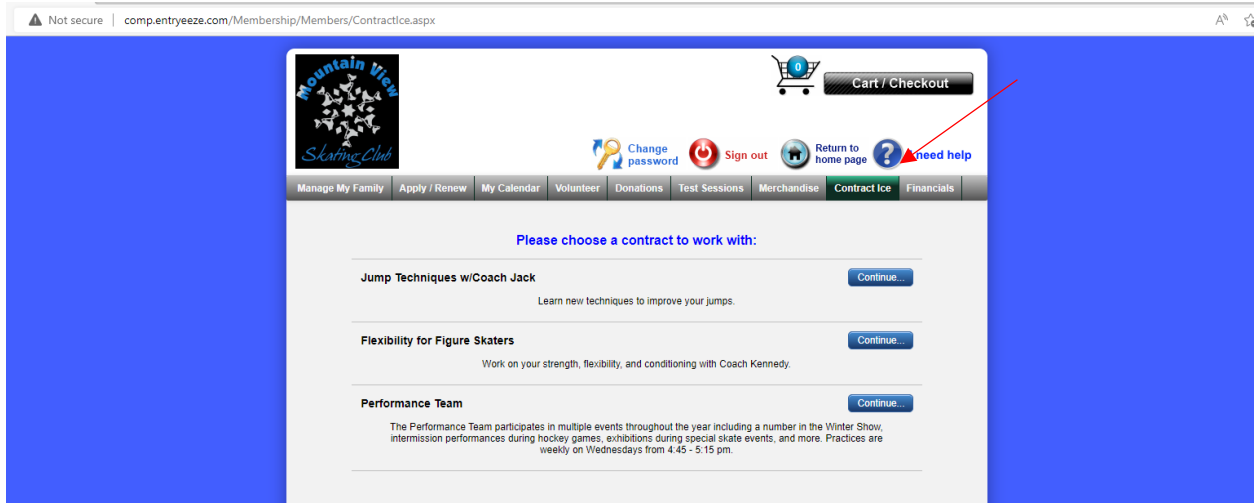 Not secure | comp.entryeeze.com/Membership/Members/ContractIce.aspx
Mountain View
Skating Club
0
Cart / Checkout
Change
password
Sign out
Return to
home page
?
need help
Manage My Family Apply / Renew My Calendar Volunteer Donations Test Sessions Merchandise Contract Ice Financials
Please choose a contract to work with:
Jump Techniques w/Coach Jack
Continue...
Learn new techniques to improve your jumps.
Flexibility for Figure Skaters
Continue...
Work on your strength, flexibility, and conditioning with Coach Kennedy.
Performance Team
Continue...
The Performance Team participates in multiple events throughout the year including a number in the Winter Show,
intermission performances during hockey games, exhibitions during special skate events, and more. Practices are
weekly on Wednesdays from 4:45 - 5:15 pm.